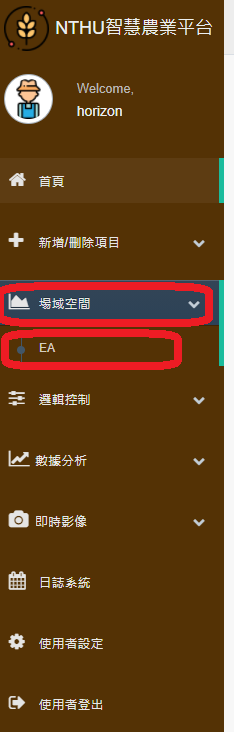 NTHU智慧農業平台
Welcome,
horizon
首頁
新增/刪除項目
場域空間
EA
邏輯控制
數據分析
即時影像
日誌系統
使用者設定
使用者登出